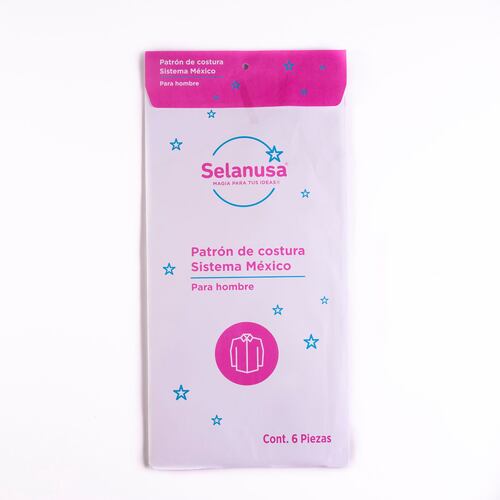 Patrón de costura
Sistema México
Para hombre
Selanusa®
MAGIA PARA TUS IDEAS®
Patrón de costura
Sistema México
Para hombre
Cont. 6 Piezas